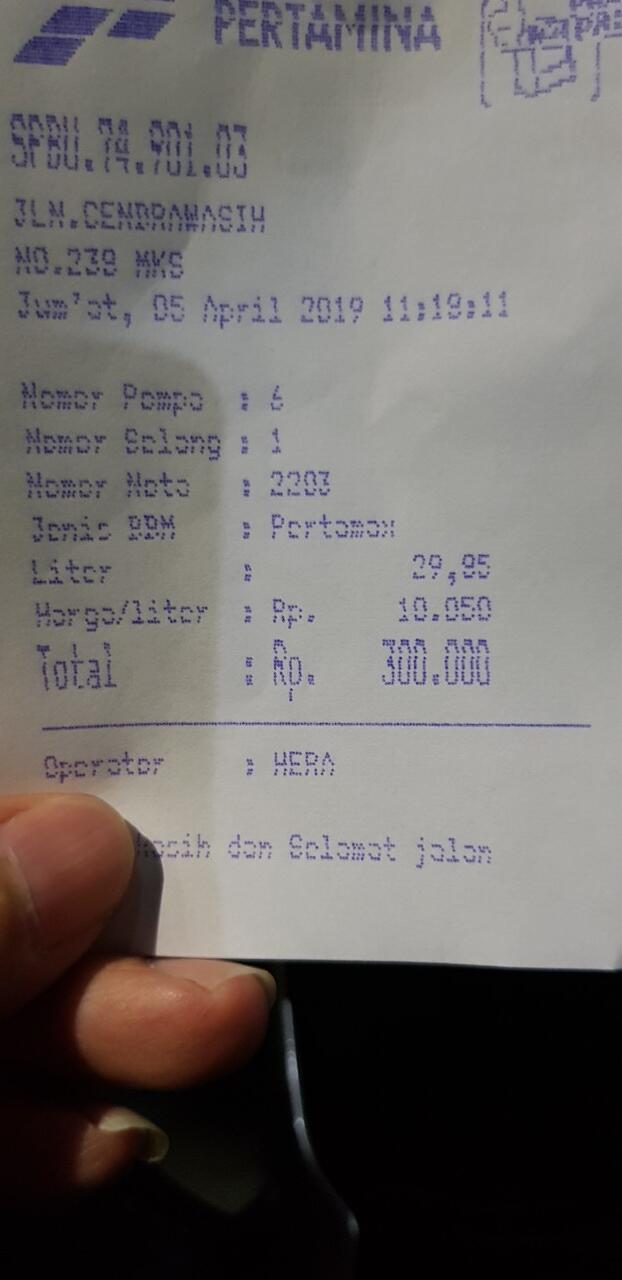 PERTAMINA
SPBU.74.901.03
JLN.CENDRAWASIH
NO.239 MKS
Jum'at, 05 April 2019 11:19:11
Nomor Pompa : 6
Nomor Selang : 1
Nomor Nota : 2203
Jenis BBM : Pertamax
Liter : 29,85
Harga/liter : Rp. 10.050
Total : Rp. 300.000
Operator : HERA
kasih dan Selamat jalan